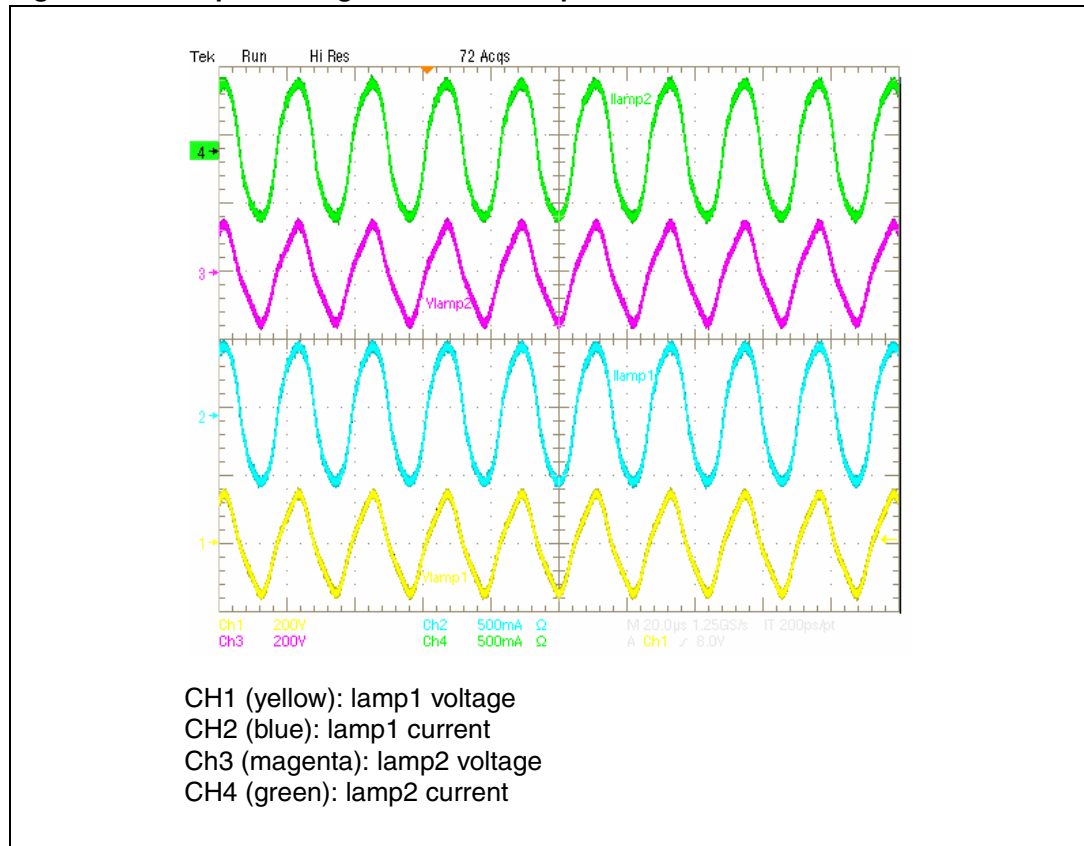 Tek Run Hi Res 72 Acqs
Ilamp2
4
3
Vlamp2
Ilamp1
2
1
Vlamp1
Ch1 200V Ch2 500mA Ω M 20.0µs 1.25GS/s IT 200ps/pt
Ch3 200V Ch4 500mA Ω A Ch1 / 8.0V
CH1 (yellow): lamp1 voltage
CH2 (blue): lamp1 current
Ch3 (magenta): lamp2 voltage
CH4 (green): lamp2 current